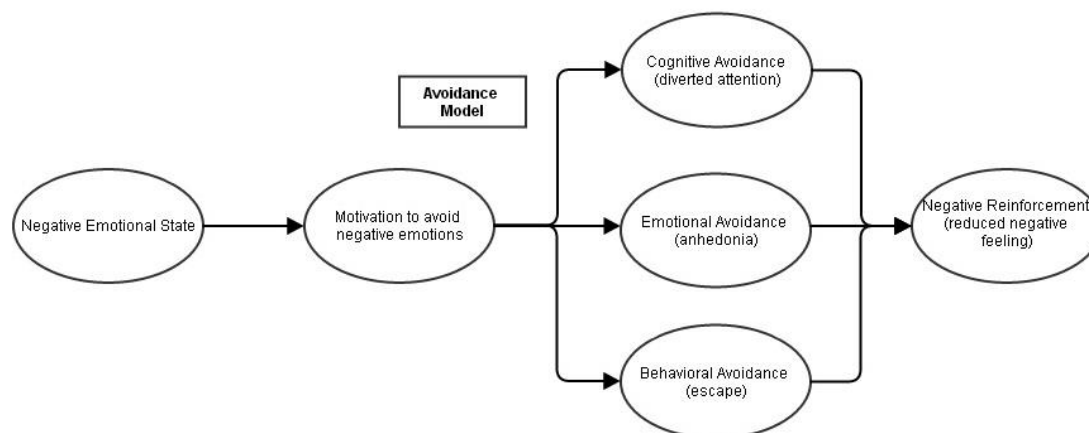 Cognitive Avoidance
(diverted attention)
Avoidance
Model
Negative Emotional State
Motivation to avoid
negative emotions
Emotional Avoidance
(anhedonia)
Negative Reinforcement
(reduced negative
feeling)
Behavioral Avoidance
(escape)